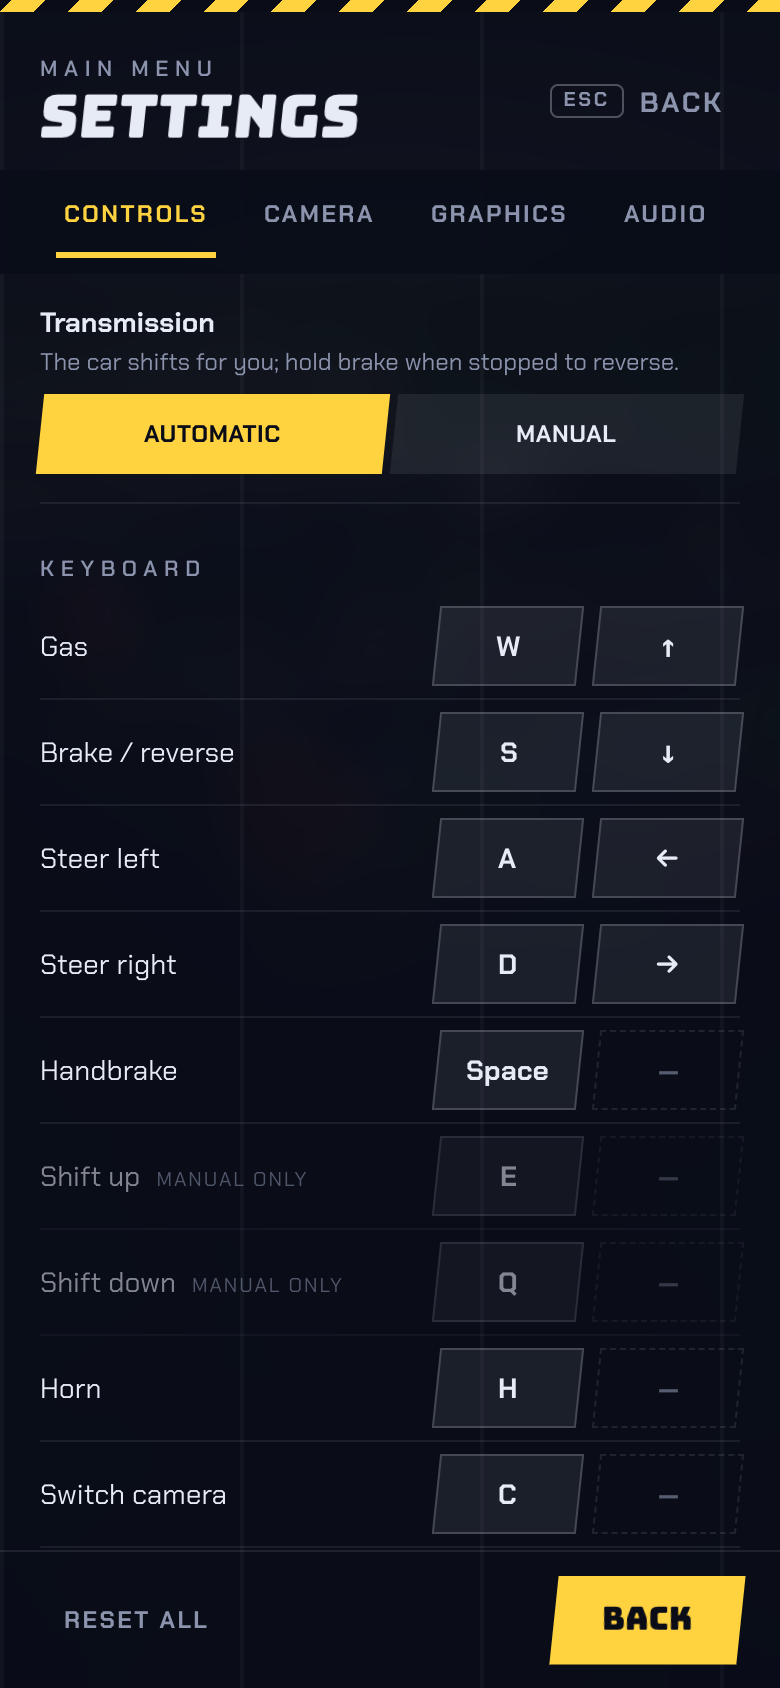 MAIN MENU
SETTINGS
ESC BACK
CONTROLS CAMERA GRAPHICS AUDIO
Transmission
The car shifts for you; hold brake when stopped to reverse.
AUTOMATIC MANUAL
KEYBOARD
Gas W ↑
Brake / reverse S ↓
Steer left A ←
Steer right D →
Handbrake Space –
Shift up MANUAL ONLY E –
Shift down MANUAL ONLY Q –
Horn H –
Switch camera C –
RESET ALL BACK